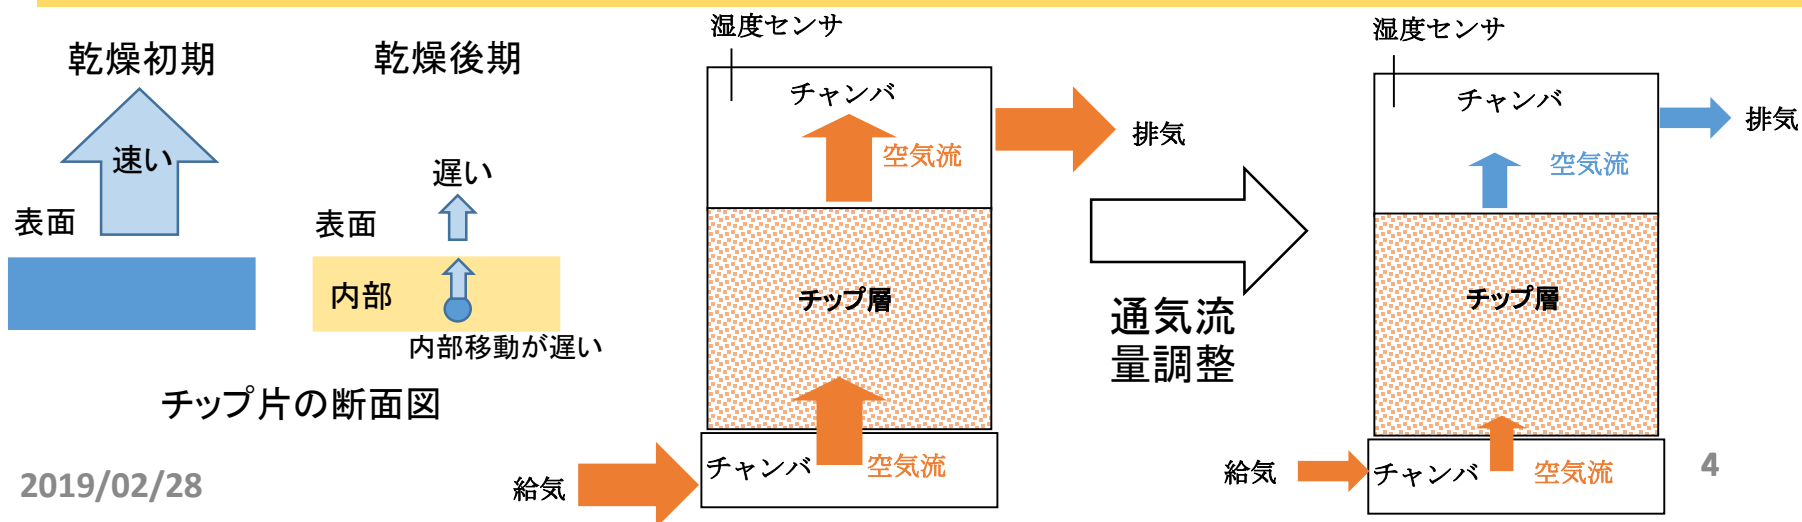 乾燥初期
速い
表面
乾燥後期
遅い
表面
内部
内部移動が遅い
チップ片の断面図
2019/02/28
湿度センサ
チャンバ
空気流
排気
チップ層
チャンバ
空気流
給気
通気流
量調整
湿度センサ
チャンバ
空気流
排気
チップ層
チャンバ
空気流
給気
4